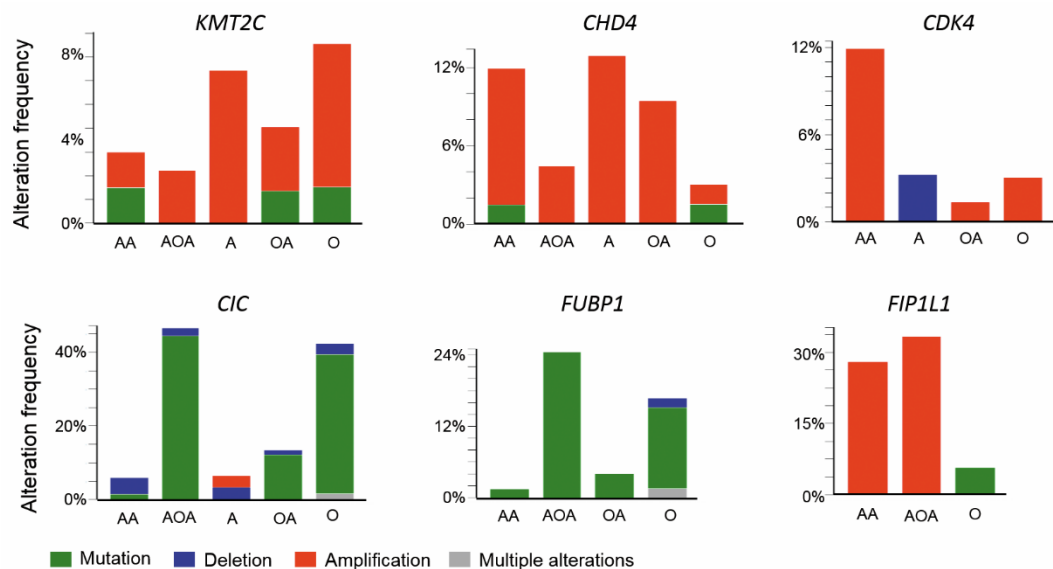 KMT2C
CHD4
CDK4
Alteration frequency
8%
4%
0%
AA AOA A OA O
12%
6%
0%
AA AOA A OA O
12%
6%
0%
AA A OA O
CIC
FUBP1
FIP1L1
Alteration frequency
40%
20%
0%
AA AOA A OA O
24%
12%
0%
AA AOA OA O
30%
15%
0%
AA AOA O
Mutation Deletion Amplification Multiple alterations